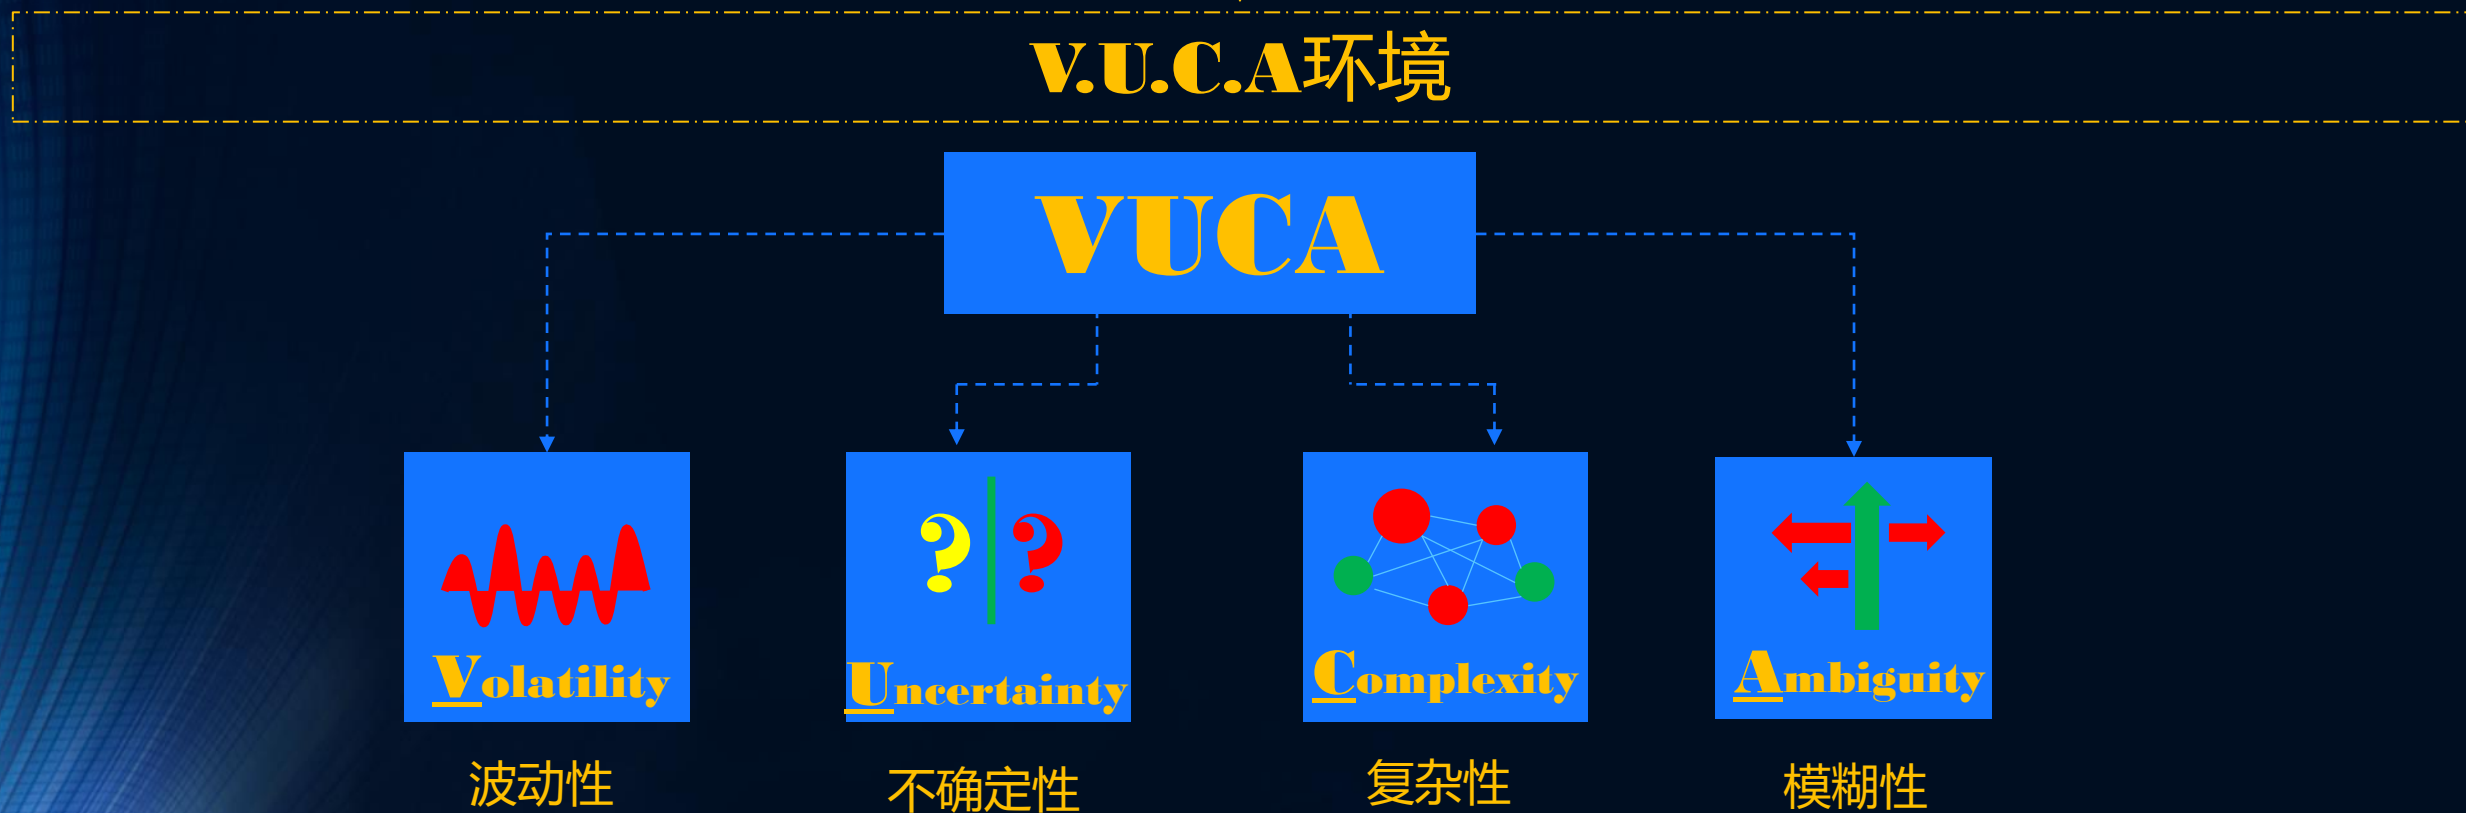 V.U.C.A环境
VUCA
? ?
Volatility
Uncertainty
Complexity
Ambiguity
波动性
不确定性
复杂性
模糊性